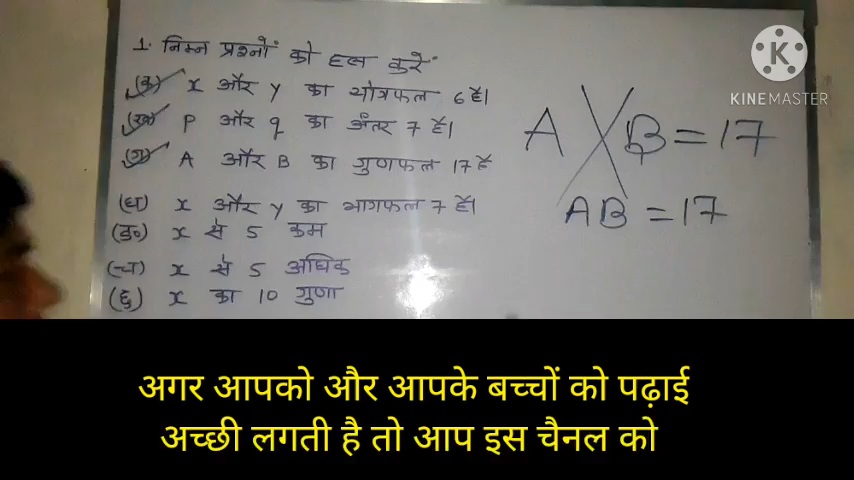 1. निम्न प्रश्नों को हल करें
(क) x और y का योगफल 6 है।
(ख) p और q का अंतर 7 है।
(ग) A और B का गुणफल 17 है
(घ) x और y का भागफल 7 है।
(ङ) x से 5 कम
(च) x से 5 अधिक
(छ) x का 10 गुणा
A × B = 17
AB = 17
KINEMASTER
अगर आपको और आपके बच्चों को पढ़ाई
अच्छी लगती है तो आप इस चैनल को